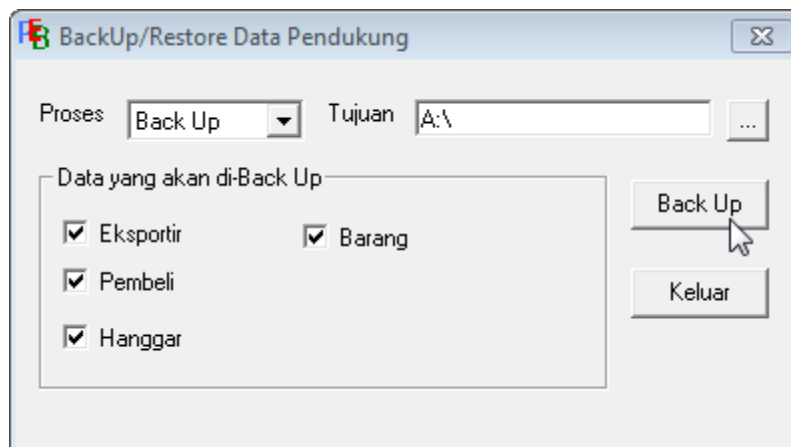 PEB BackUp/Restore Data Pendukung
Proses Back Up Tujuan A:\ ...
Data yang akan di-Back Up
Back Up
Eksportir Barang
Pembeli
Keluar
Hanggar